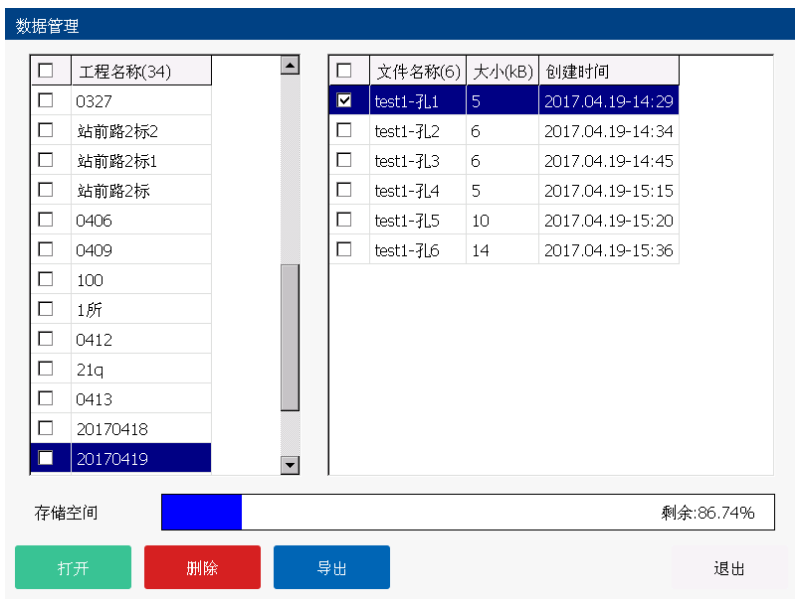 数据管理
工程名称(34)
0327
站前路2标2
站前路2标1
站前路2标
0406
0409
100
1所
0412
21q
0413
20170418
20170419
文件名称(6) 大小(kB) 创建时间
test1-孔1 5 2017.04.19-14:29
test1-孔2 6 2017.04.19-14:34
test1-孔3 6 2017.04.19-14:45
test1-孔4 5 2017.04.19-15:15
test1-孔5 10 2017.04.19-15:20
test1-孔6 14 2017.04.19-15:36
存储空间 剩余:86.74%
打开 删除 导出 退出